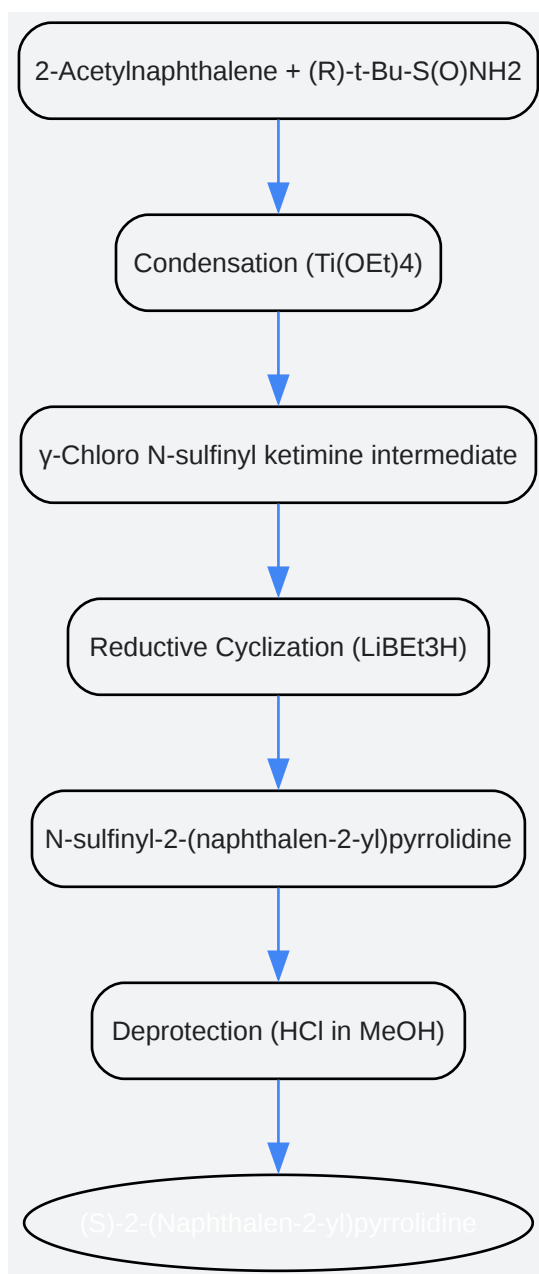 2-Acetylnaphthalene + (R)-t-Bu-S(O)NH2
Condensation (Ti(OEt)4)
γ-Chloro N-sulfinyl ketimine intermediate
Reductive Cyclization (LiBEt3H)
N-sulfinyl-2-(naphthalen-2-yl)pyrrolidine
Deprotection (HCl in MeOH)
(S)-2-(Naphthalen-2-yl)pyrrolidine